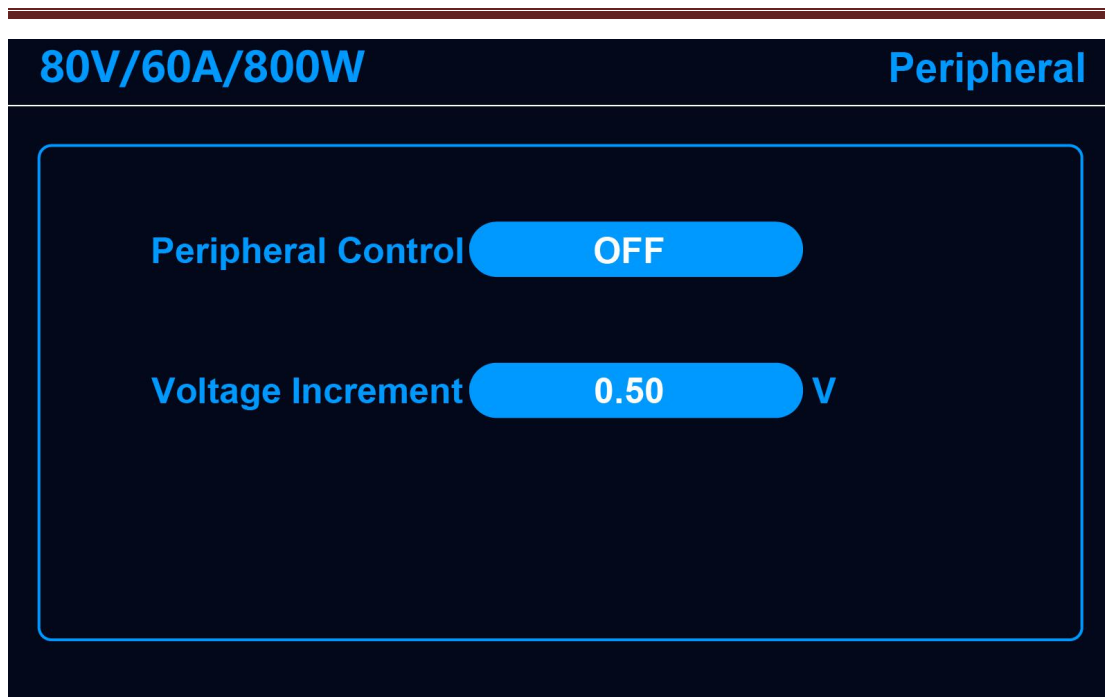 80V/60A/800W Peripheral
Peripheral Control OFF
Voltage Increment 0.50 V